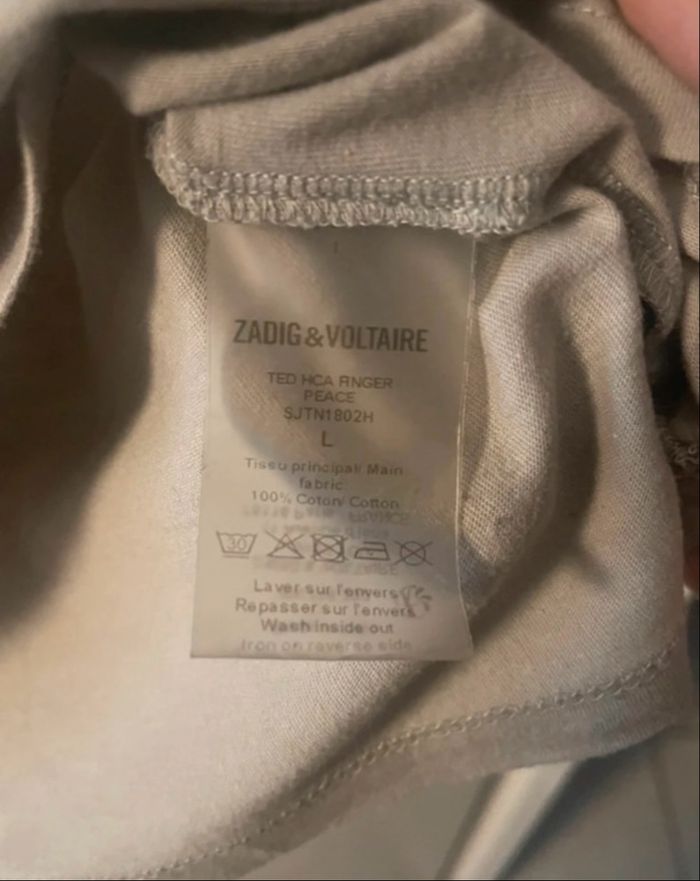 ZADIG&VOLTAIRE
TED HCA FINGER
PEACE
SJTN1802H
L
Tissu principal/ Main
fabric:
100% Coton/ Cotton
30
Laver sur l'envers
Repasser sur l'envers
Wash inside out
Iron on reverse side